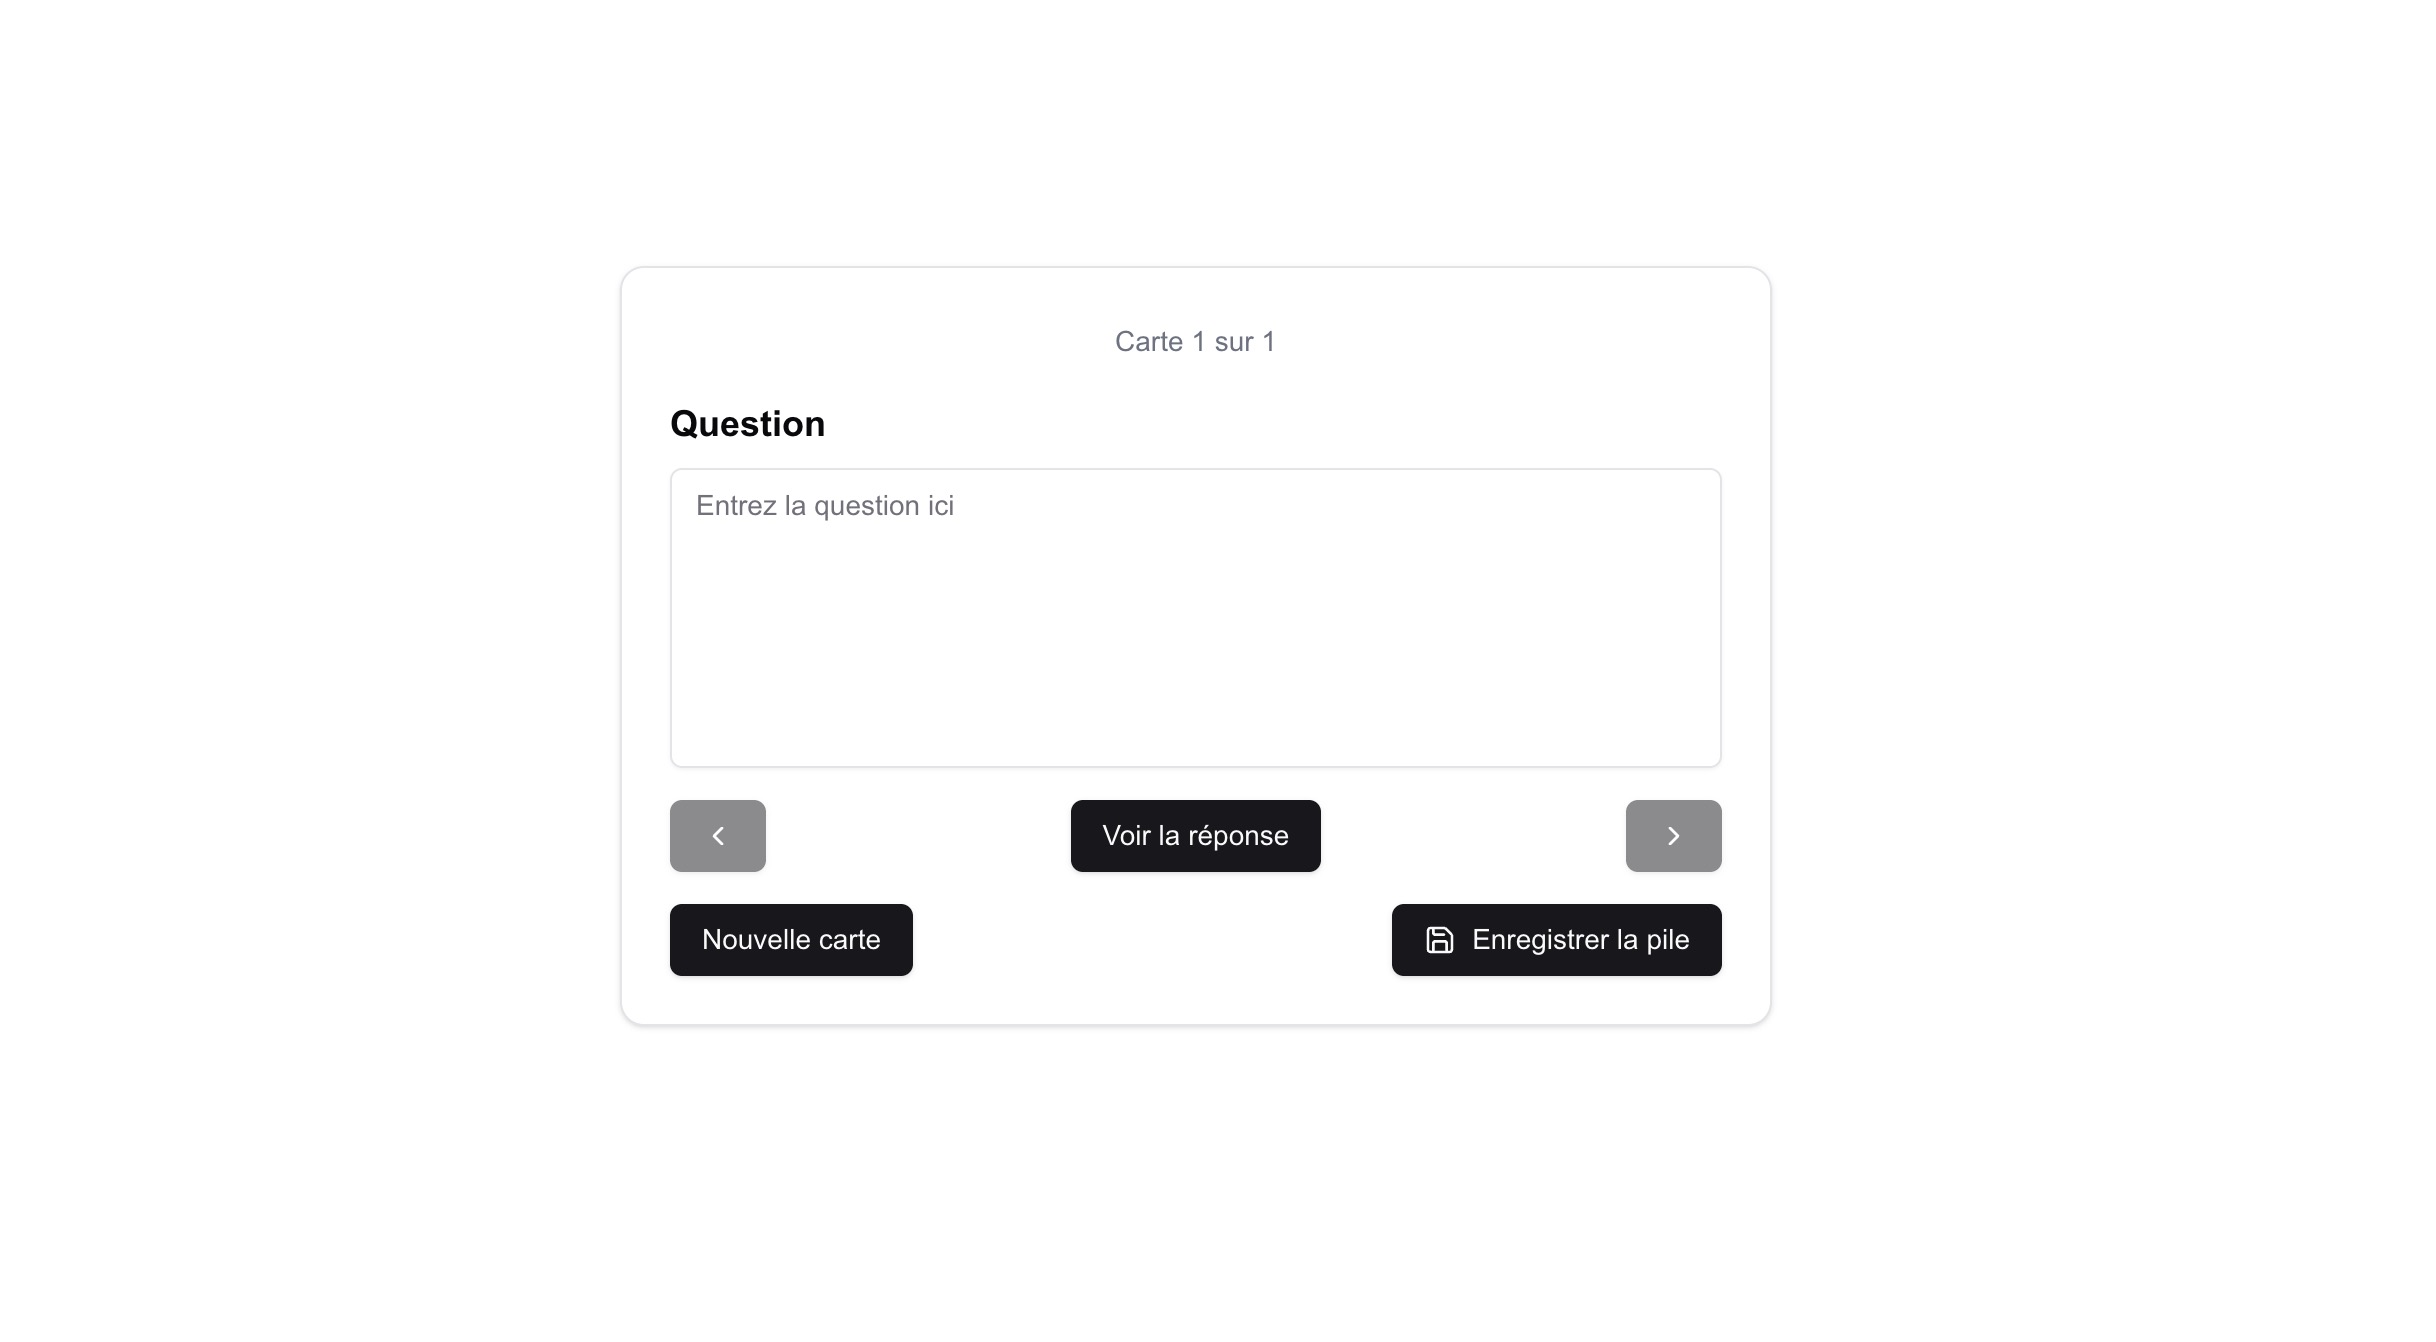 Carte 1 sur 1
Question
Entrez la question ici
Voir la réponse
Nouvelle carte
Enregistrer la pile